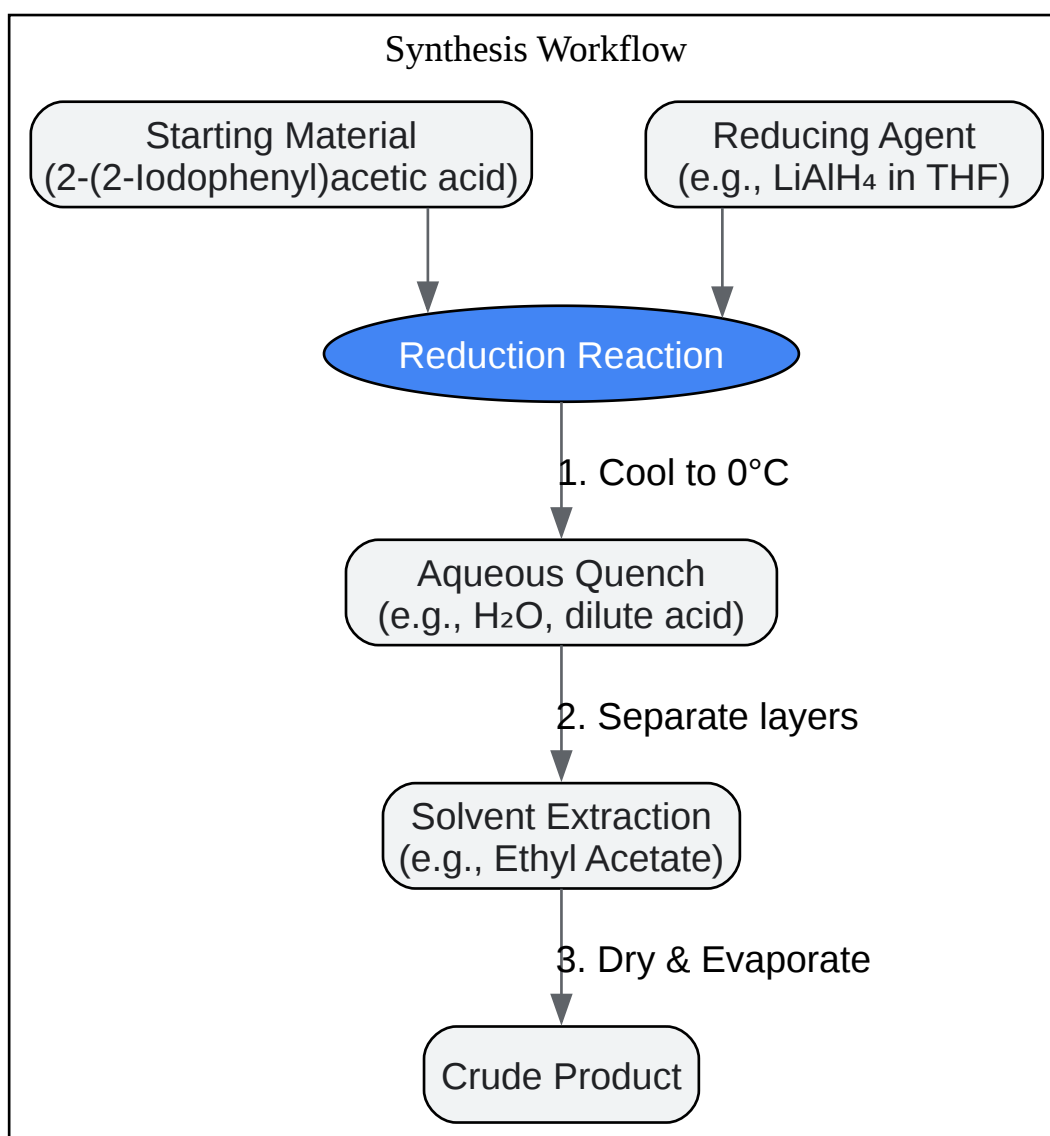 Synthesis Workflow
Starting Material
(2-(2-Iodophenyl)acetic acid)
Reducing Agent
(e.g., LiAlH₄ in THF)
Reduction Reaction
1. Cool to 0°C
Aqueous Quench
(e.g., H₂O, dilute acid)
2. Separate layers
Solvent Extraction
(e.g., Ethyl Acetate)
3. Dry & Evaporate
Crude Product